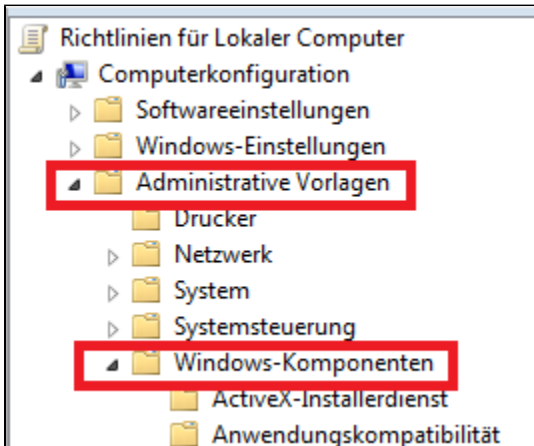 Richtlinien für Lokaler Computer
Computerkonfiguration
Softwareeinstellungen
Windows-Einstellungen
Administrative Vorlagen
Drucker
Netzwerk
System
Systemsteuerung
Windows-Komponenten
ActiveX-Installerdienst
Anwendungskompatibilität